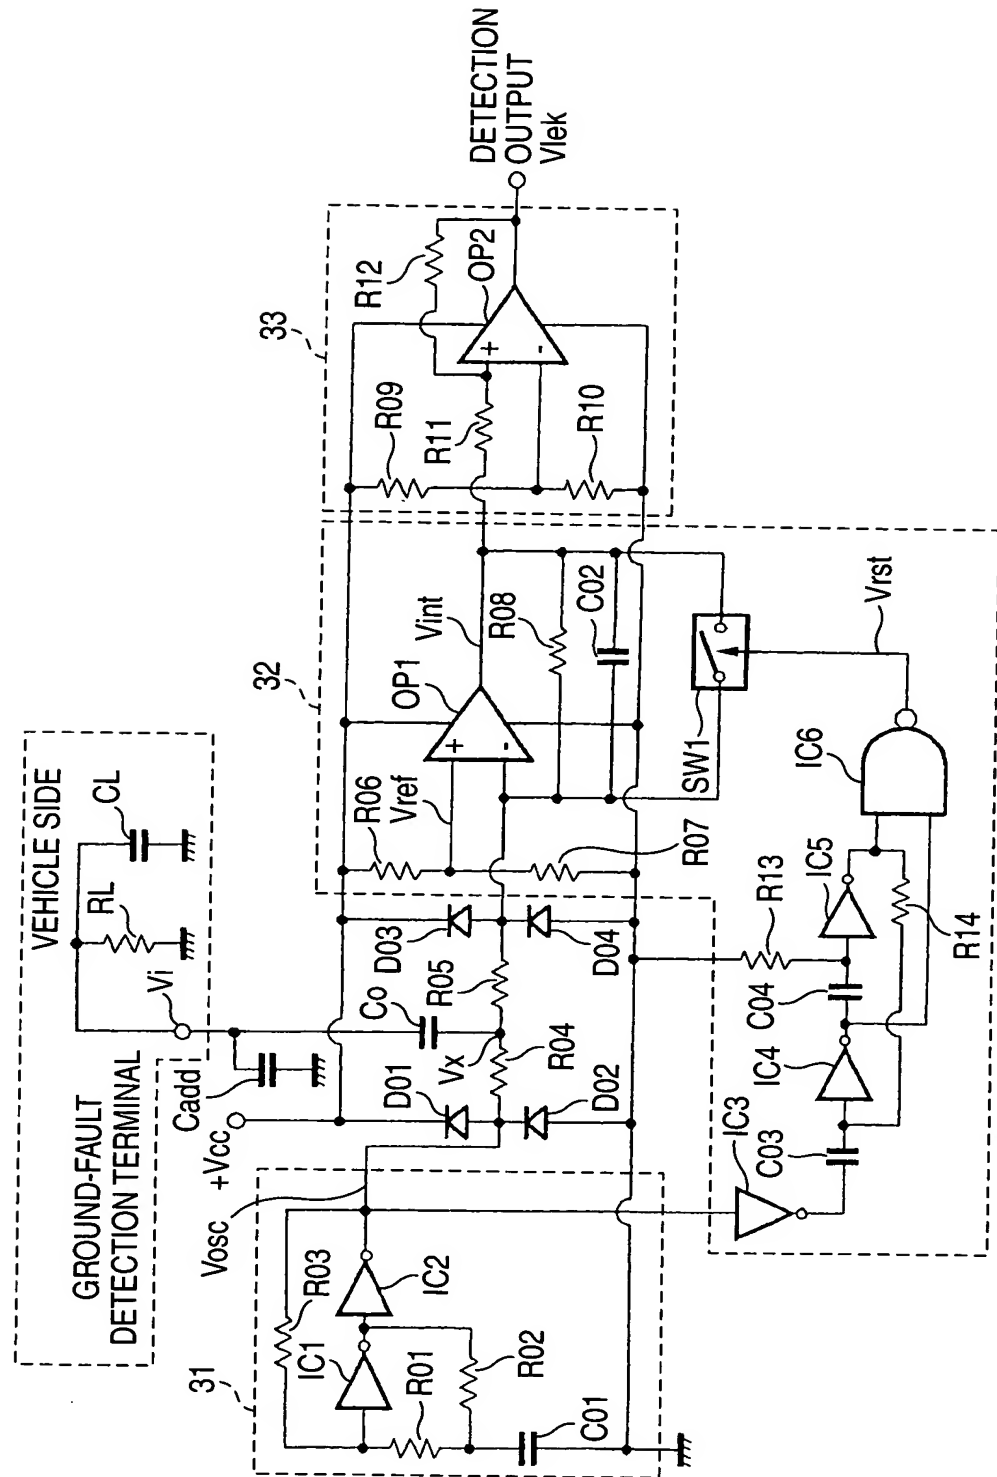 VEHICLE SIDE
GROUND-FAULT
DETECTION TERMINAL
Vi
RL
CL
Cadd
+Vcc
Vosc
31
R03
IC1
IC2
R01
R02
C01
D01
D02
Vx
R04
Co
R05
D03
D04
32
R06
Vref
R07
OP1
Vint
R08
C02
SW1
Vrst
IC3
C03
IC4
C04
R13
IC5
R14
IC6
33
R09
R10
R11
R12
OP2
+
-
+
-
DETECTION
OUTPUT
Vlek